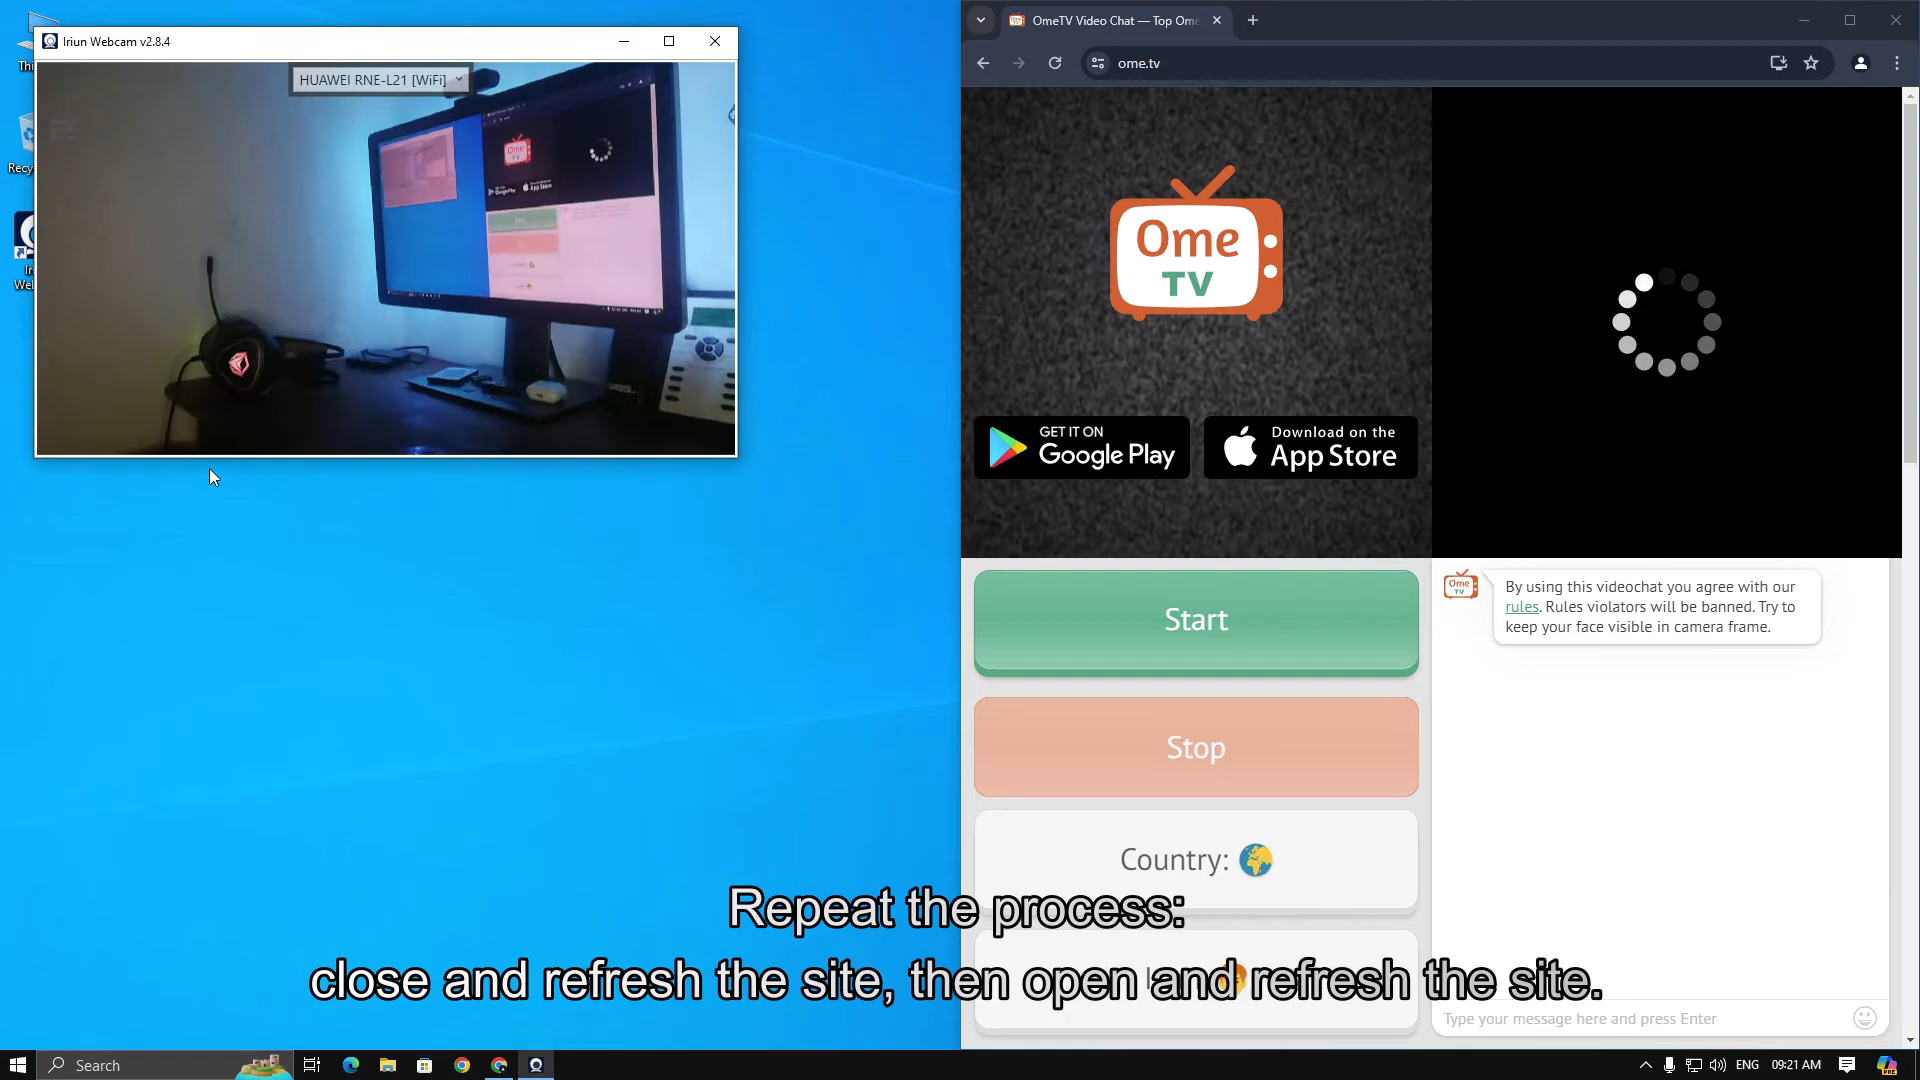 Iriun Webcam v2.8.4
HUAWEI RNE-L21 [WiFi]
OmeTV Video Chat — Top Ome
ome.tv
Ome
TV
GET IT ON
Google Play
Download on the
App Store
Start
Stop
Country:
Ome
TV
By using this videochat you agree with our
rules. Rules violators will be banned. Try to
keep your face visible in camera frame.
Repeat the process:
close and refresh the site, then open and refresh the site.
Type your message here and press Enter
Search
ENG
09:21 AM